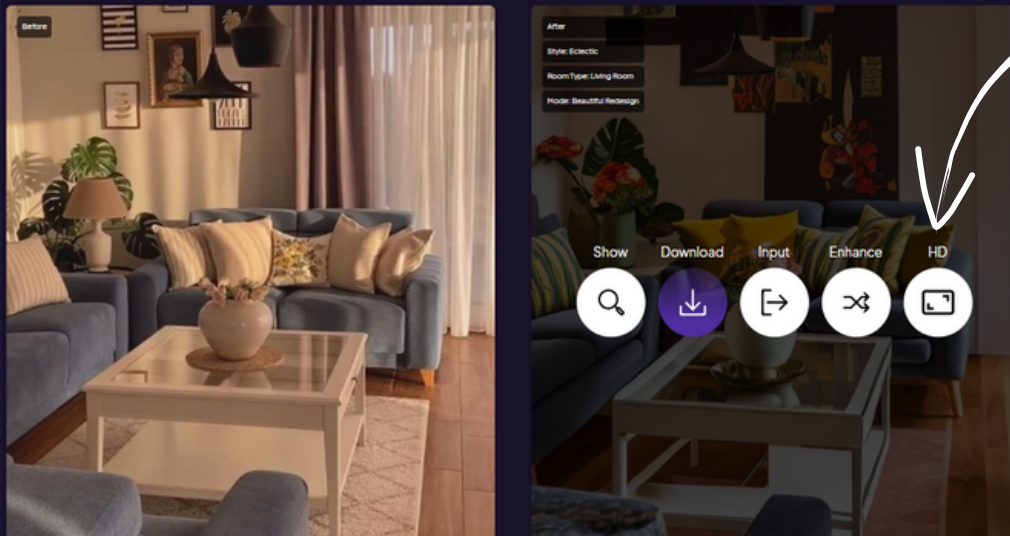 Before
After
Style: Eclectic
Room Type: Living Room
Mode: Beautiful Redesign
Show
Download
Input
Enhance
HD